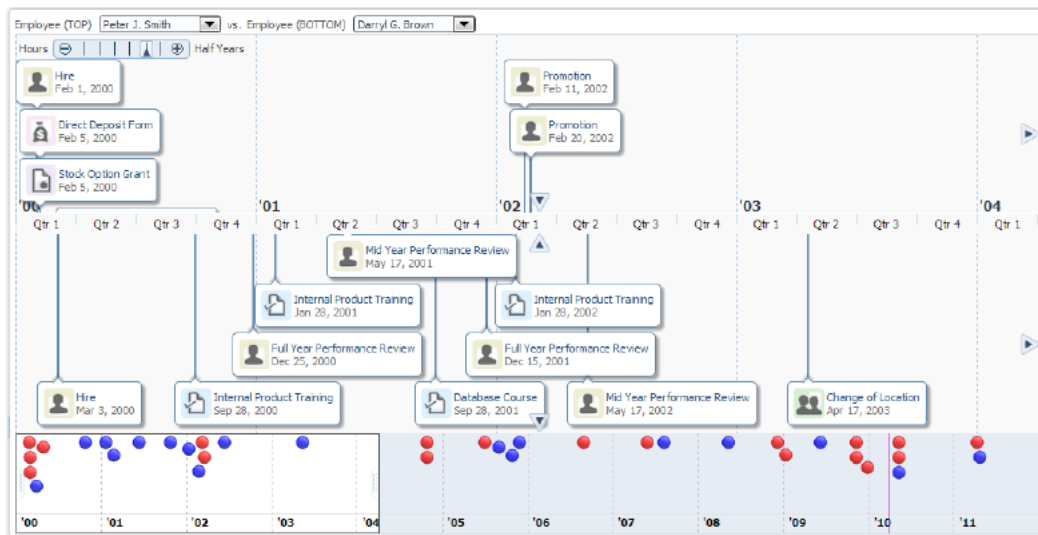 Employee (TOP) Peter J. Smith vs. Employee (BOTTOM) Darryl G. Brown
Hours Half Years
Hire
Feb 1, 2000
Promotion
Feb 11, 2002
Direct Deposit Form
Feb 5, 2000
Promotion
Feb 20, 2002
Stock Option Grant
Feb 5, 2000
'00 '01 '02 '03 '04
Qtr 1 Qtr 2 Qtr 3 Qtr 4 Qtr 1 Qtr 2 Qtr 3 Qtr 4 Qtr 1 Qtr 2 Qtr 3 Qtr 4 Qtr 1 Qtr 2 Qtr 3 Qtr 4 Qtr 1
Mid Year Performance Review
May 17, 2001
Internal Product Training
Jan 28, 2001
Internal Product Training
Jan 28, 2002
Full Year Performance Review
Dec 25, 2000
Full Year Performance Review
Dec 15, 2001
Hire
Mar 3, 2000
Internal Product Training
Sep 28, 2000
Database Course
Sep 28, 2001
Mid Year Performance Review
May 17, 2002
Change of Location
Apr 17, 2003
'00 '01 '02 '03 '04 '05 '06 '07 '08 '09 '10 '11